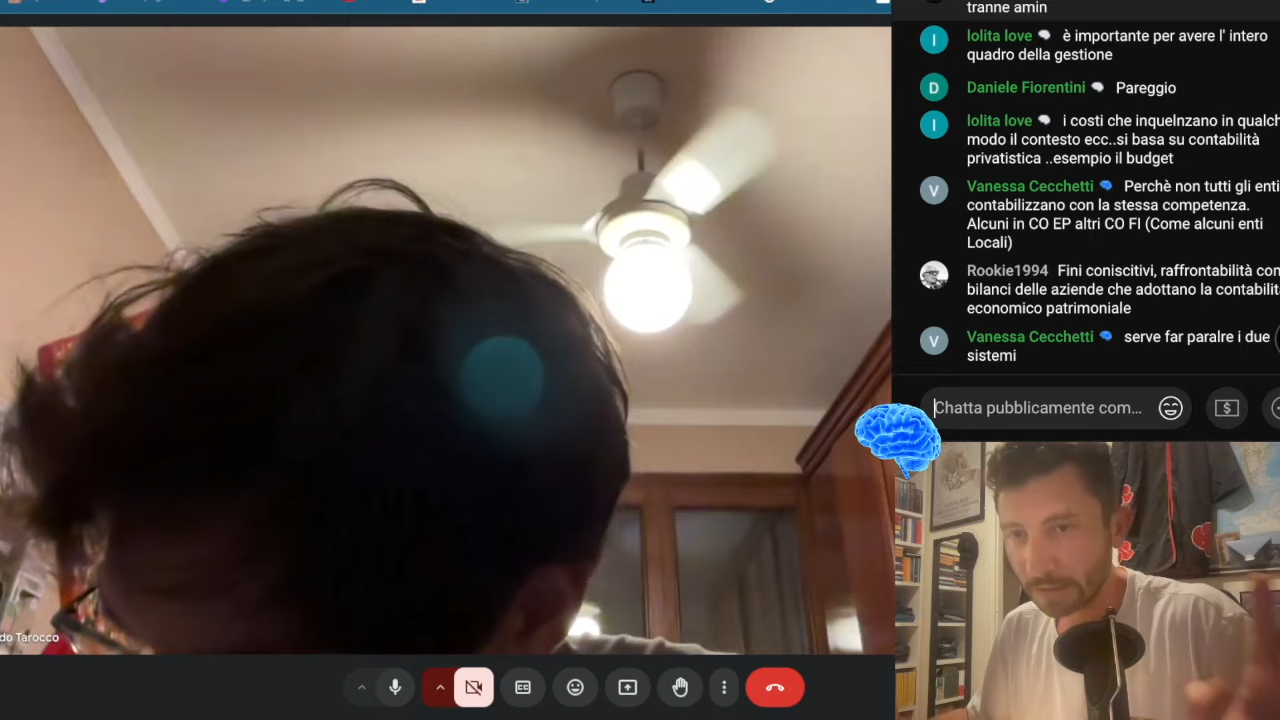 tranne amin
lolita love è importante per avere l' intero
quadro della gestione
Daniele Fiorentini Pareggio
lolita love i costi che inquelnzano in qualch
modo il contesto ecc..si basa su contabilità
privatistica ..esempio il budget
Vanessa Cecchetti Perchè non tutti gli enti
contabilizzano con la stessa competenza.
Alcuni in CO EP altri CO FI (Come alcuni enti
Locali)
Rookie1994 Fini coniscitivi, raffrontabilità con
bilanci delle aziende che adottano la contabilit
economico patrimoniale
Vanessa Cecchetti serve far paralre i due
sistemi
Chatta pubblicamente com...
do Tarocco